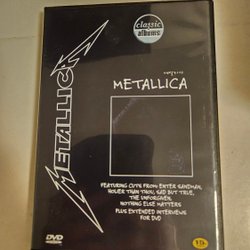 classic
albums
METALLICA
METALLICA
FEATURING CUTS FROM: ENTER SANDMAN,
HOLIER THAN THOU, SAD BUT TRUE,
THE UNFORGIVEN,
NOTHING ELSE MATTERS
PLUS EXTENDED INTERVIEWS
FOR DVD
DVD